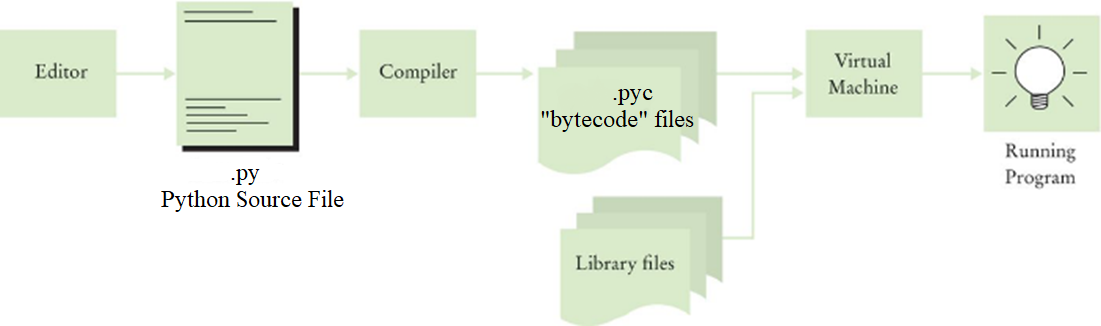 Editor
.py
Python Source File
Compiler
.pyc
"bytecode" files
Library files
Virtual
Machine
Running
Program